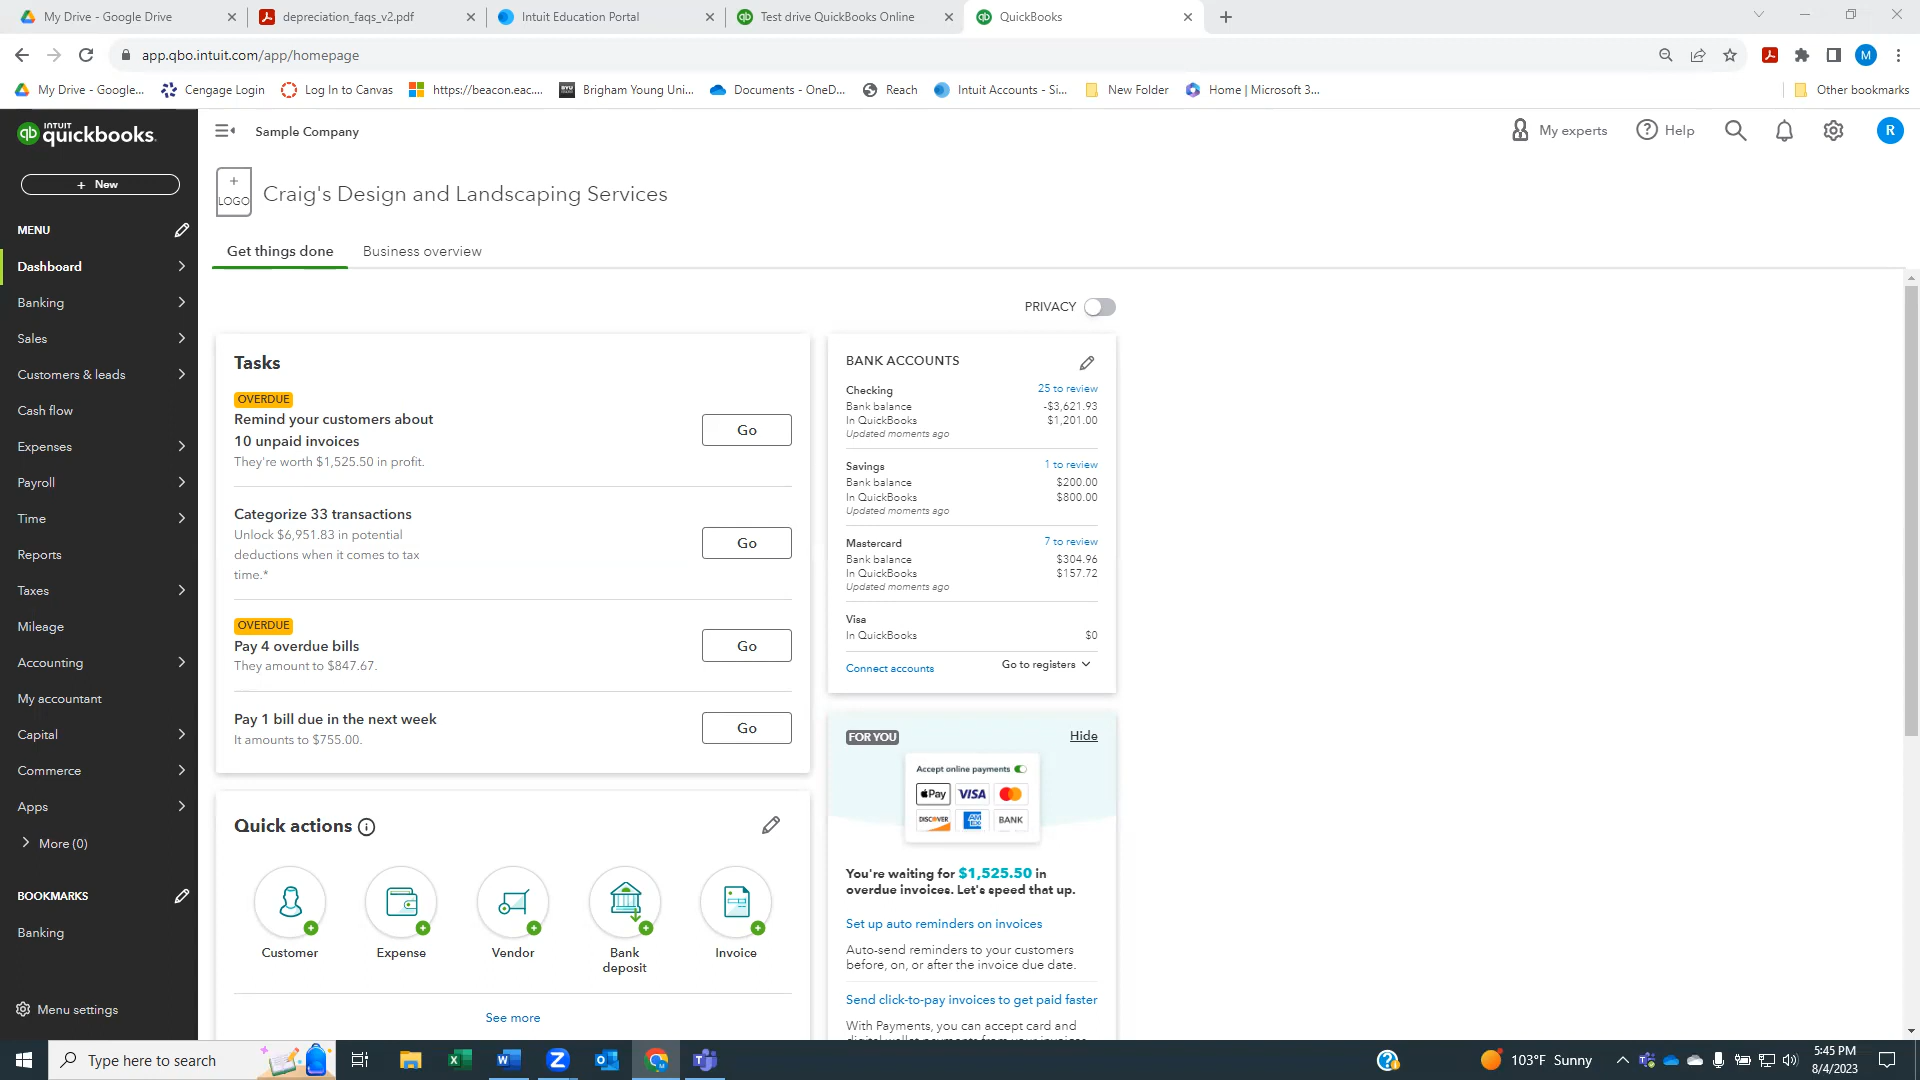 My Drive - Google Drive
depreciation_faqs_v2.pdf
Intuit Education Portal
Test drive QuickBooks Online
QuickBooks
app.qbo.intuit.com/app/homepage
M
My Drive - Google...
Cengage Login
Log In to Canvas
https://beacon.eac....
Brigham Young Uni...
Documents - OneD...
Reach
Intuit Accounts - Si...
New Folder
Home | Microsoft 3...
Other bookmarks
INTUIT
quickbooks.
Sample Company
My experts
Help
R
+ New
+
LOGO
Craig's Design and Landscaping Services
MENU
Dashboard
Banking
Sales
Customers & leads
Cash flow
Expenses
Payroll
Time
Reports
Taxes
Mileage
Accounting
My accountant
Capital
Commerce
Apps
More (0)
BOOKMARKS
Banking
Menu settings
Get things done
Business overview
PRIVACY
Tasks
OVERDUE
Remind your customers about
10 unpaid invoices
They're worth $1,525.50 in profit.
Go
Categorize 33 transactions
Unlock $6,951.83 in potential
deductions when it comes to tax
time.*
Go
OVERDUE
Pay 4 overdue bills
They amount to $847.67.
Go
Pay 1 bill due in the next week
It amounts to $755.00.
Go
Quick actions
Customer
Expense
Vendor
Bank
deposit
Invoice
See more
BANK ACCOUNTS
Checking 25 to review
Bank balance -$3,621.93
In QuickBooks $1,201.00
Updated moments ago
Savings 1 to review
Bank balance $200.00
In QuickBooks $800.00
Updated moments ago
Mastercard 7 to review
Bank balance $304.96
In QuickBooks $157.72
Updated moments ago
Visa
In QuickBooks $0
Connect accounts Go to registers
FOR YOU Hide
Accept online payments
Pay VISA
DISCOVER AMEX BANK
You're waiting for $1,525.50 in
overdue invoices. Let's speed that up.
Set up auto reminders on invoices
Auto-send reminders to your customers
before, on, or after the invoice due date.
Send click-to-pay invoices to get paid faster
With Payments, you can accept card and
digital wallet payments from your invoices
Type here to search
103°F Sunny
5:45 PM
8/4/2023